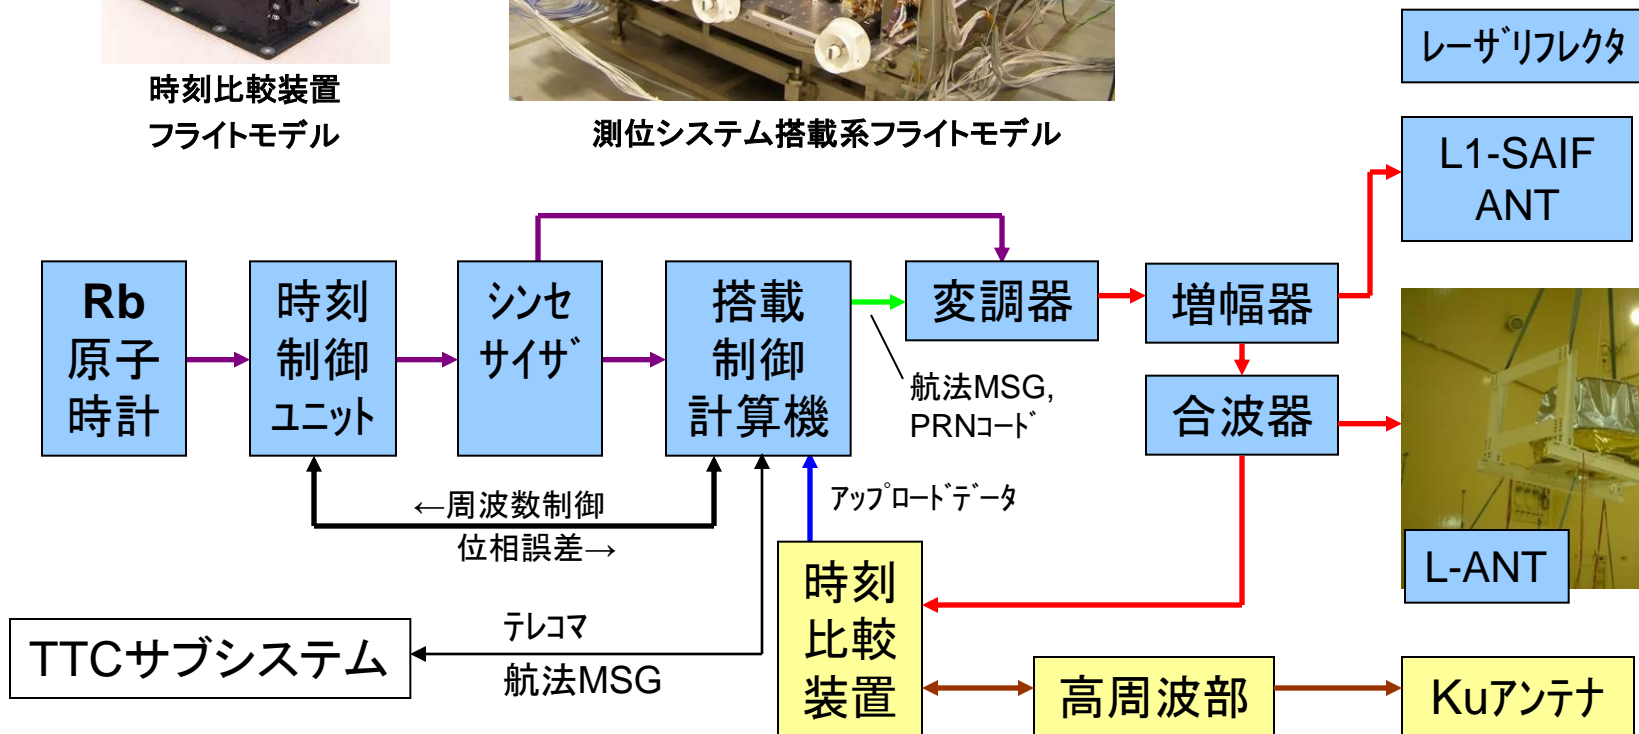 時刻比較装置
フライトモデル
測位システム搭載系フライトモデル
レーザリフレクタ
L1-SAIF
ANT
Rb
原子
時計
時刻
制御
ユニット
シンセ
サイザ
搭載
制御
計算機
変調器
増幅器
合波器
航法MSG,
PRNコード
L-ANT
←周波数制御
位相誤差→
アップロードデータ
時刻
比較
装置
TTCサブシステム
テレコマ
航法MSG
高周波部
Kuアンテナ